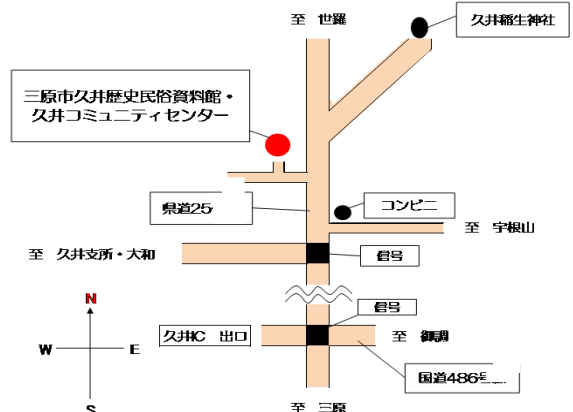 至 世羅
久井稲生神社
三原市久井歴史民俗資料館・
久井コミュニティセンター
県道25
コンビニ
至 宇根山
至 久井支所・大和
信号
信号
久井IC 出口
至 御調
国道486号
至 三原
N
W
E
S